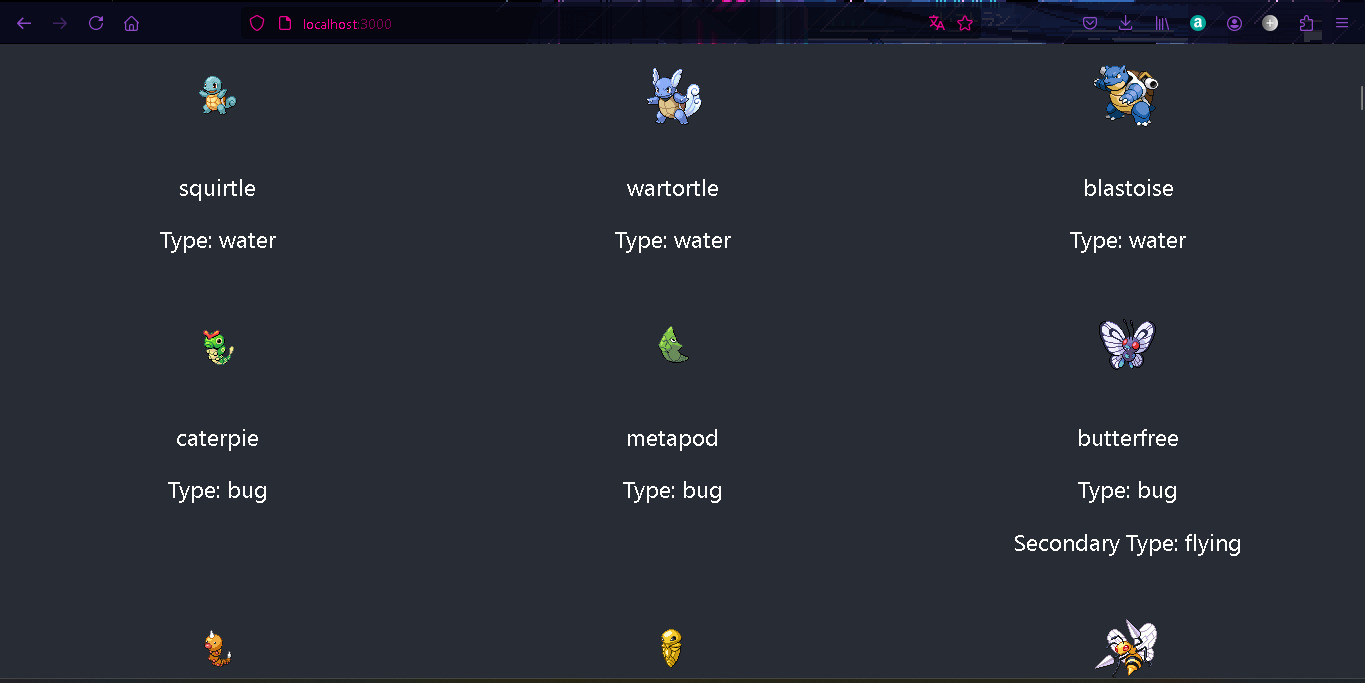 localhost:3000
squirtle
wartortle
blastoise
Type: water
Type: water
Type: water
caterpie
metapod
butterfree
Type: bug
Type: bug
Type: bug
Secondary Type: flying